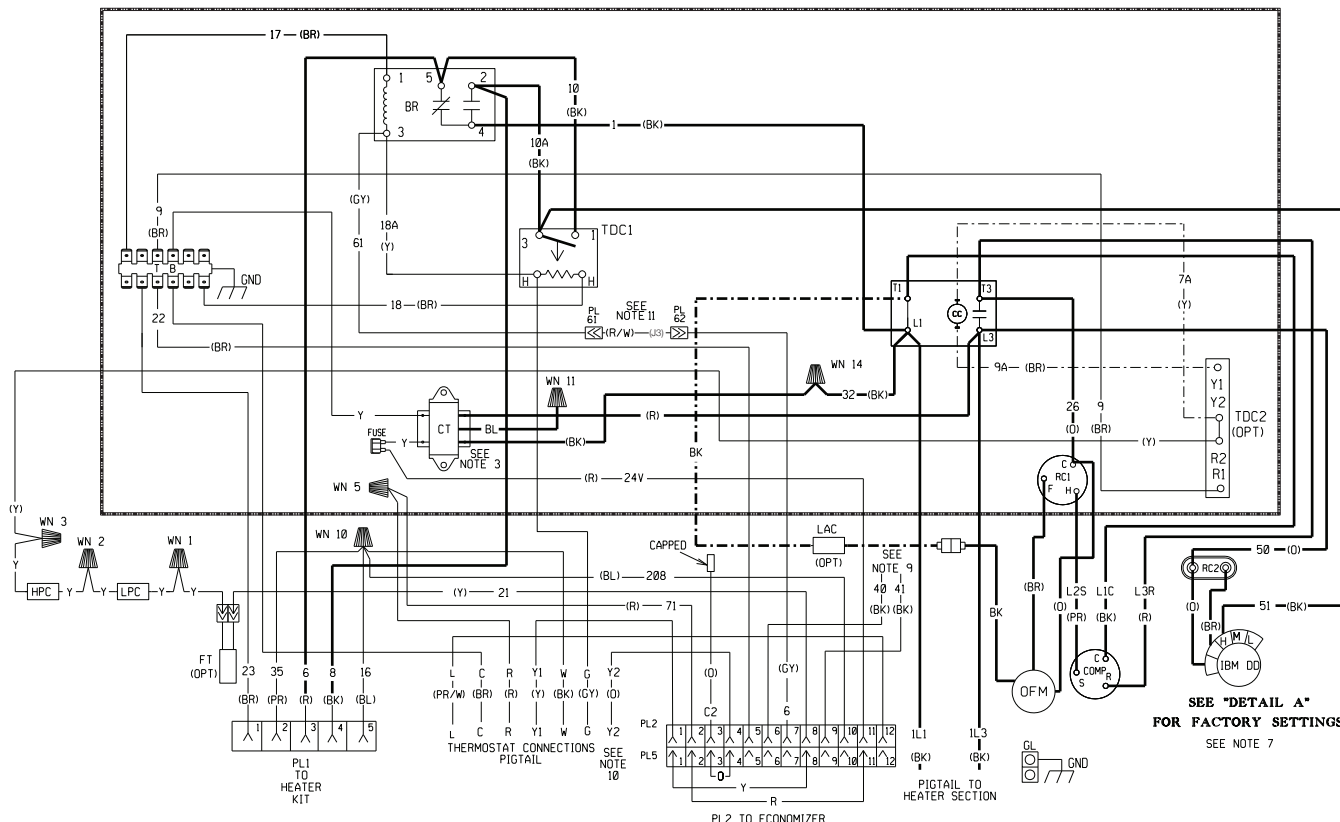 17 (BR)
1
5
2
BR
3
4
10
(BK)
1 (BK)
10A
(BK)
(GY)
61
18A
(Y)
9
(BR)
T B
GND
3
1
TDC1
H
H
18 (BR)
22
(BR)
PL
61
SEE
NOTE 11
PL
62
(R/W)
(J3)
T1
T3
CC
L1
L3
7A
(Y)
9A (BR)
WN 14
32 (BK)
WN 11
Y
CT
BL
(R)
(BK)
FUSE
Y
SEE
NOTE 3
26
(O)
9
(BR)
Y1
Y2
TDC2
(OPT)
R2
R1
(Y)
BK
(R) 24V
WN 5
C
RC1
F
H
(Y)
WN 3
Y
WN 2
WN 1
HPC
Y
Y
LPC
Y
Y
WN 10
CAPPED
LAC
(OPT)
SEE
NOTE 9
40
41
(BK)
(BK)
(BL) 208
(Y) 21
(R) 71
FT
(OPT)
23
35
6
8
16
(BR)
(PR)
(R)
(BK)
(BL)
1
2
3
4
5
PL1
TO
HEATER
KIT
L
C
R
Y1
W
G
Y2
(PR/W)
(BR)
(R)
(Y)
(BK)
(GY)
(O)
L
C
R
Y1
W
G
Y2
THERMOSTAT CONNECTIONS
PIGTAIL
SEE
NOTE
10
(O)
C2
(GY)
6
PL2
1
2
3
4
5
6
7
8
9
10
11
12
PL5
1
2
3
4
5
6
7
8
9
10
11
12
O
Y
R
PL2 TO ECONOMIZER
1L1
(BK)
1L3
(BK)
PIGTAIL TO
HEATER SECTION
BK
(BR)
(O)
L2S
(PR)
L1C
(BK)
L3R
(R)
OFM
C
COMP
S
R
50 (O)
RC2
(O)
(BR)
51 (BK)
H
M
L
IBM DD
SEE "DETAIL A"
FOR FACTORY SETTINGS
SEE NOTE 7
GL
GND